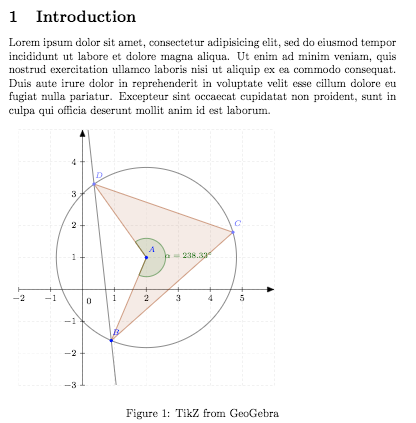 1 Introduction
Lorem ipsum dolor sit amet, consectetur adipisicing elit, sed do eiusmod tempor
incididunt ut labore et dolore magna aliqua. Ut enim ad minim veniam, quis
nostrud exercitation ullamco laboris nisi ut aliquip ex ea commodo consequat.
Duis aute irure dolor in reprehenderit in voluptate velit esse cillum dolore eu
fugiat nulla pariatur. Excepteur sint occaecat cupidatat non proident, sunt in
culpa qui officia deserunt mollit anim id est laborum.
4
D
3
2
C
A
1
α = 238.33°
−2 −1 0 1 2 3 4 5
−1
B
−2
−3
Figure 1: TikZ from GeoGebra